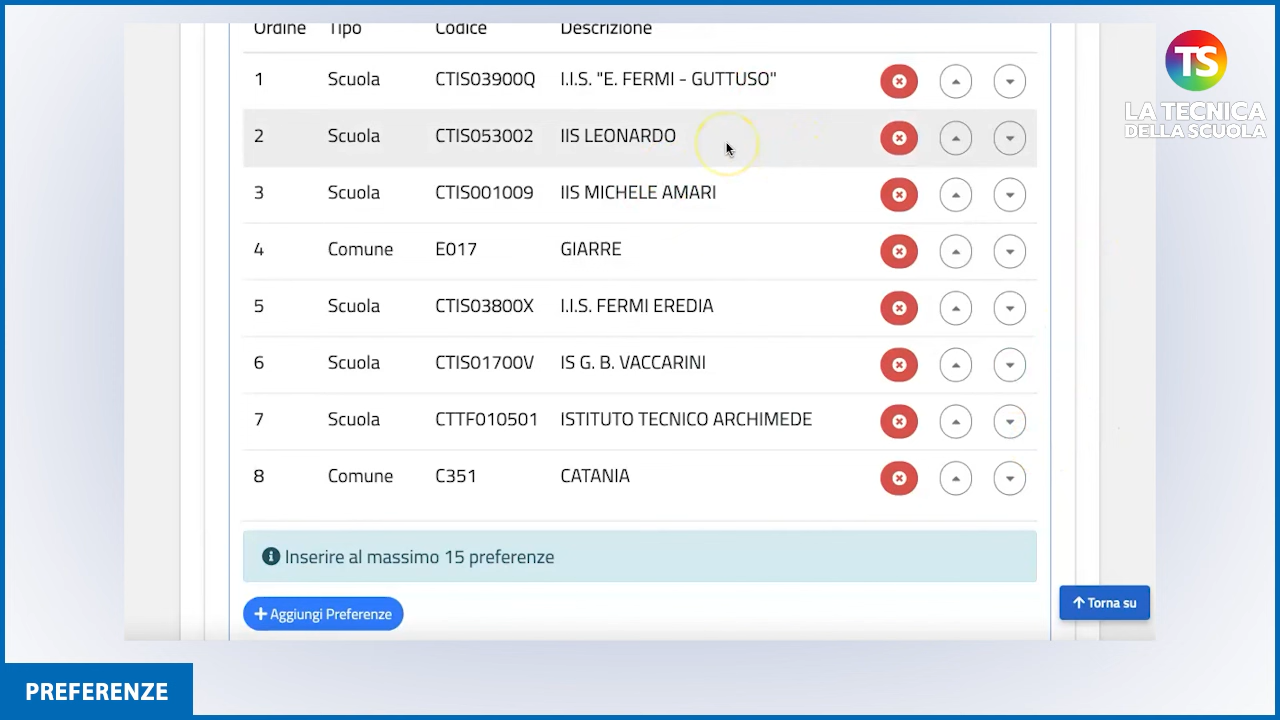 TS
LA TECNICA
DELLA SCUOLA
Ordine Tipo Codice Descrizione
1 Scuola CTIS03900Q I.I.S. "E. FERMI - GUTTUSO"
2 Scuola CTIS053002 IIS LEONARDO
3 Scuola CTIS001009 IIS MICHELE AMARI
4 Comune E017 GIARRE
5 Scuola CTIS03800X I.I.S. FERMI EREDIA
6 Scuola CTIS01700V IS G. B. VACCARINI
7 Scuola CTTF010501 ISTITUTO TECNICO ARCHIMEDE
8 Comune C351 CATANIA
Inserire al massimo 15 preferenze
Aggiungi Preferenze
Torna su
PREFERENZE